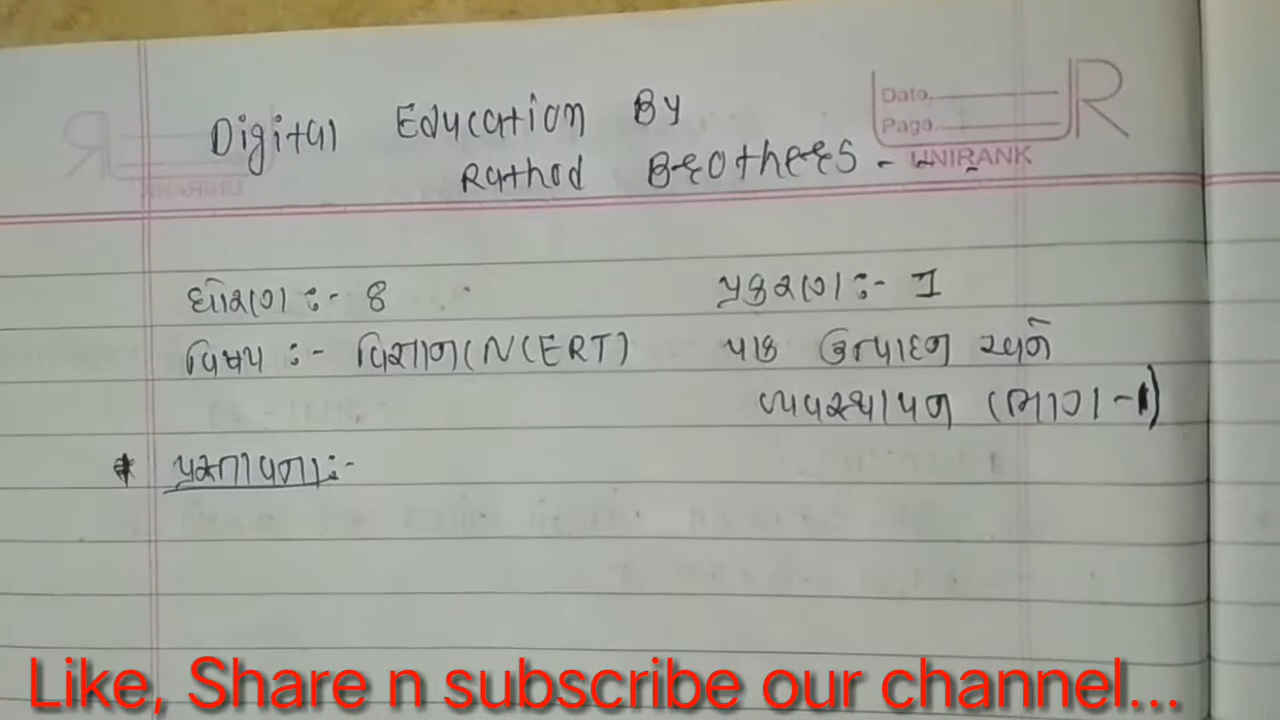 Digital Education By
Rathod Brothers - -
Date.
Page.
UNIRANK
ધોરણ :- 8
પ્રકરણ :- 1
વિષય :- વિજ્ઞાન (NCERT)
પાક ઉત્પાદન અને
વ્યવસ્થાપન (ભાગ -1)
* પ્રસ્તાવના :-
Like, Share n subscribe our channel...